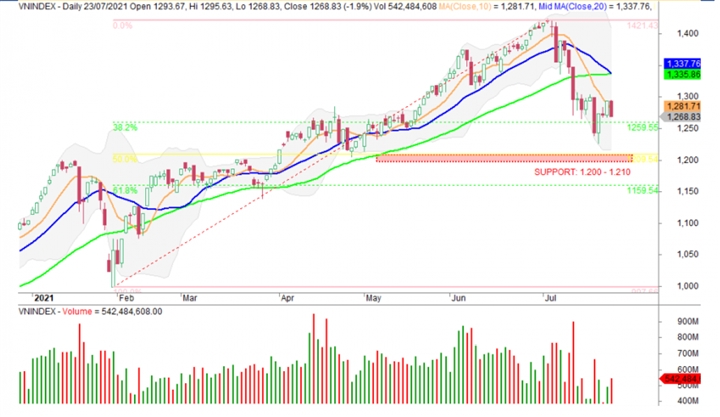 VNINDEX - Daily 23/07/2021 Open 1293.67, Hi 1295.63, Lo 1268.83, Close 1268.83 (-1.9%) Vol 542,484,608 MA(Close,10) = 1,281.71, Mid MA(Close,20) = 1,337.76,
0.0%
1421.43
1,400
1,337.76
1,335.86
1,300
1,281.71
1,268.83
38.2%
1259.55
50.0%
1,200
SUPPORT: 1.200 - 1.210
61.8%
1159.54
1,150
1,100
1,050
1,000
2021
Feb
Mar
Apr
May
Jun
Jul
VNINDEX - Volume = 542,484,608.00
900M
800M
700M
600M
542,484
400M